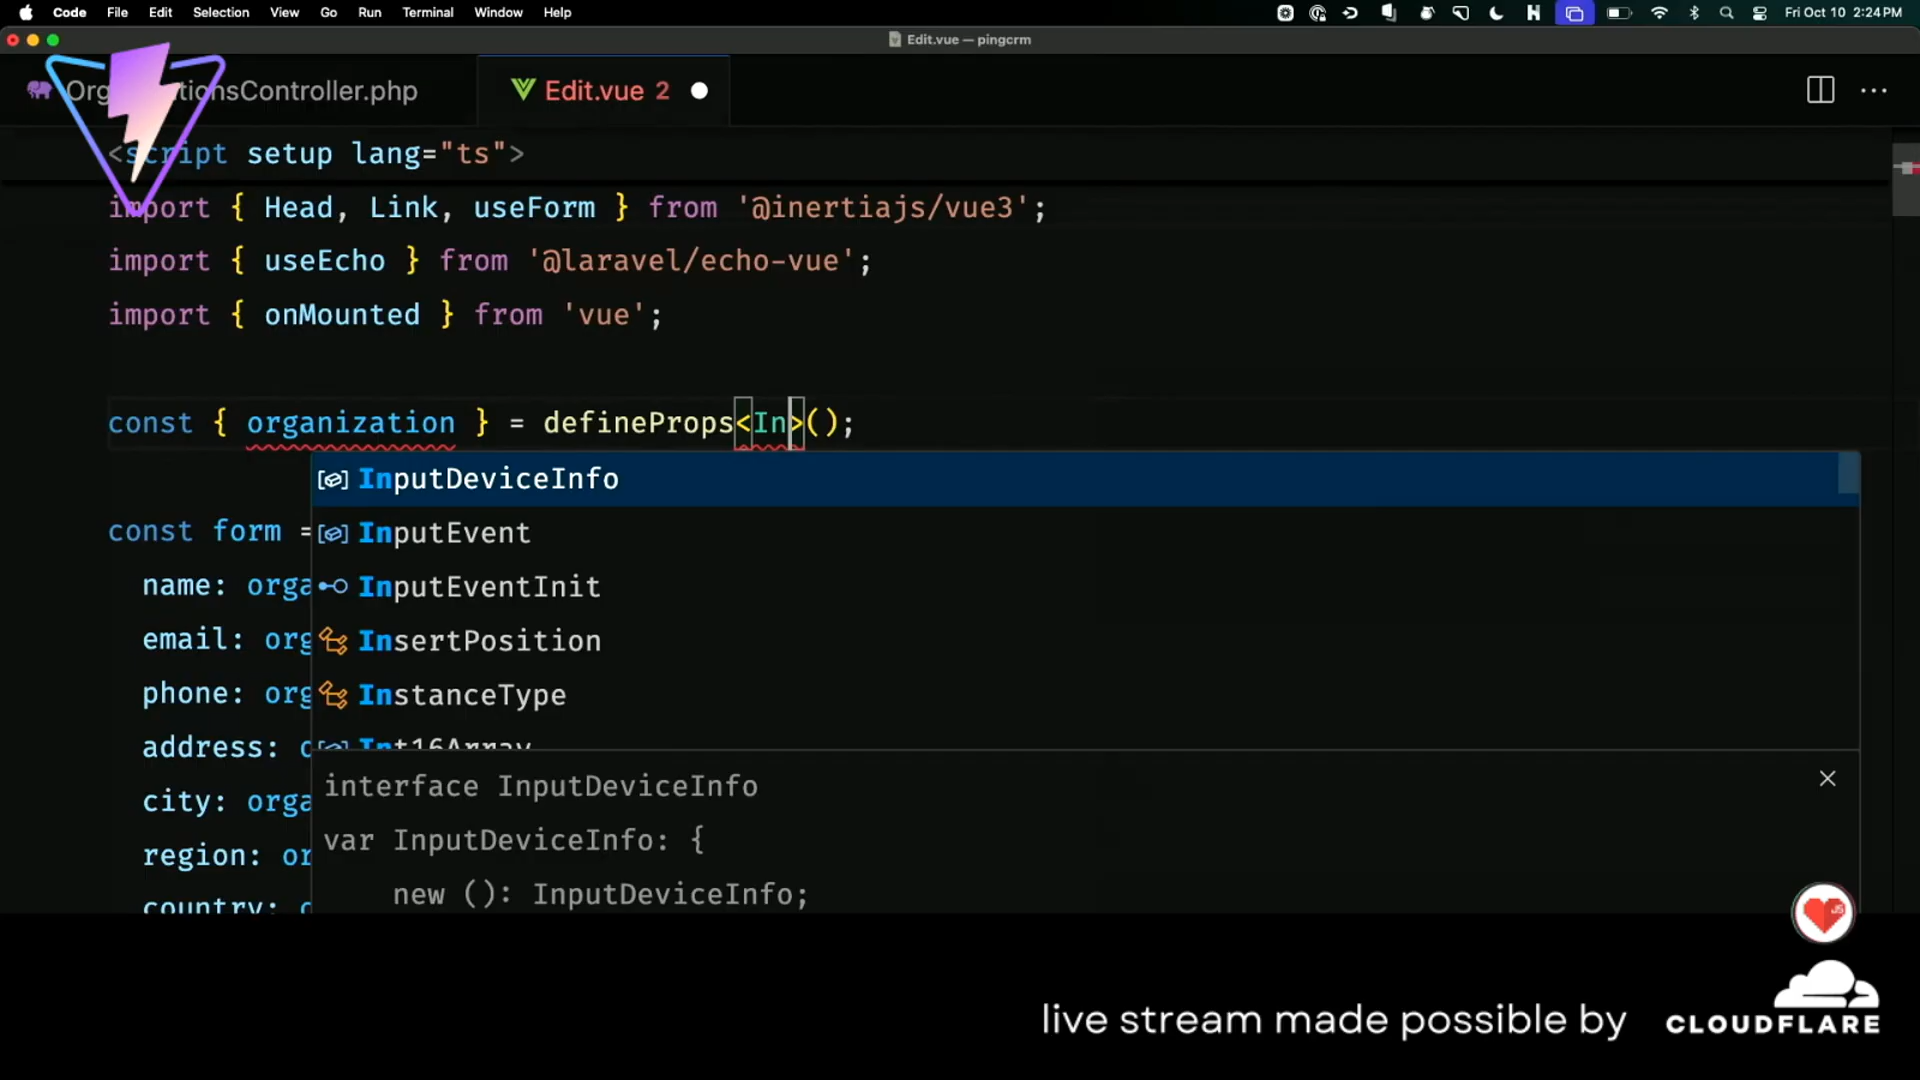 Code File Edit Selection View Go Run Terminal Window Help Fri Oct 10 2:24 PM
Edit.vue — pingcrm
Edit.vue 2
<script setup lang="ts">
import { Head, Link, useForm } from '@inertiajs/vue3';
import { useEcho } from '@laravel/echo-vue';
import { onMounted } from 'vue';
const { organization } = defineProps<In>();
InputDeviceInfo
const form = InputEvent
name: orga InputEventInit
email: org InsertPosition
phone: org InstanceType
address: o Int16Array
interface InputDeviceInfo
city: orga
var InputDeviceInfo: {
region: or
new (): InputDeviceInfo;
country: o
JS
live stream made possible by CLOUDFLARE